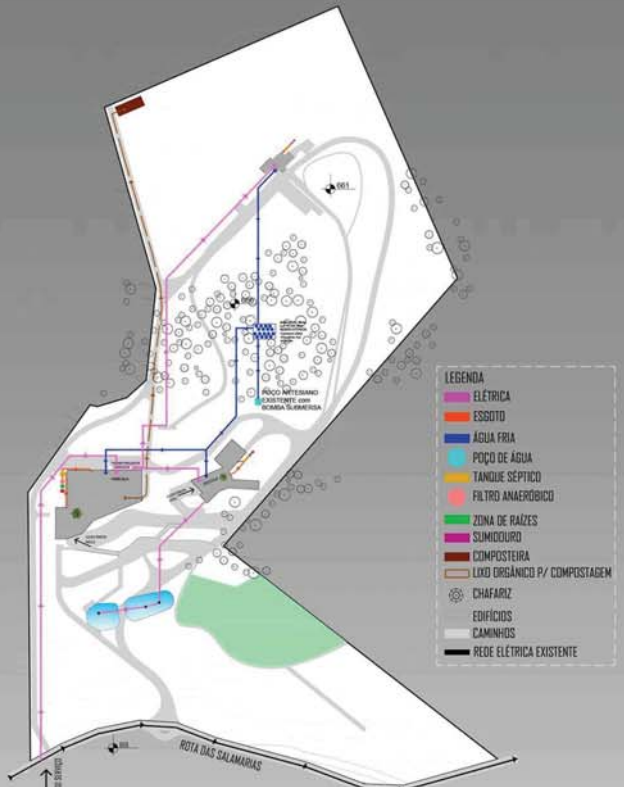 661
POÇO ARTESIANO
EXISTENTE com
BOMBA SUBMERSA
ROTA DAS SALAMARIAS
LEGENDA
ELÉTRICA
ESGOTO
ÁGUA FRIA
POÇO DE ÁGUA
TANQUE SÉPTICO
FILTRO ANAERÓBICO
ZONA DE RAÍZES
SUMIDOURO
COMPOSTEIRA
LIXO ORGÂNICO P/ COMPOSTAGEM
CHAFARIZ
EDIFÍCIOS
CAMINHOS
REDE ELÉTRICA EXISTENTE